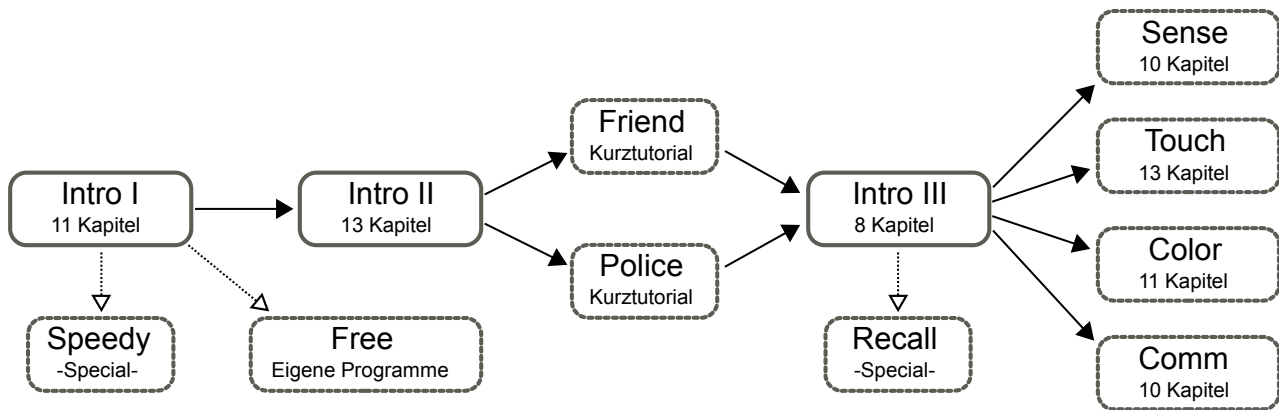 Intro I
11 Kapitel
Speedy
-Special-
Free
Eigene Programme
Intro II
13 Kapitel
Friend
Kurztutorial
Police
Kurztutorial
Intro III
8 Kapitel
Recall
-Special-
Sense
10 Kapitel
Touch
13 Kapitel
Color
11 Kapitel
Comm
10 Kapitel